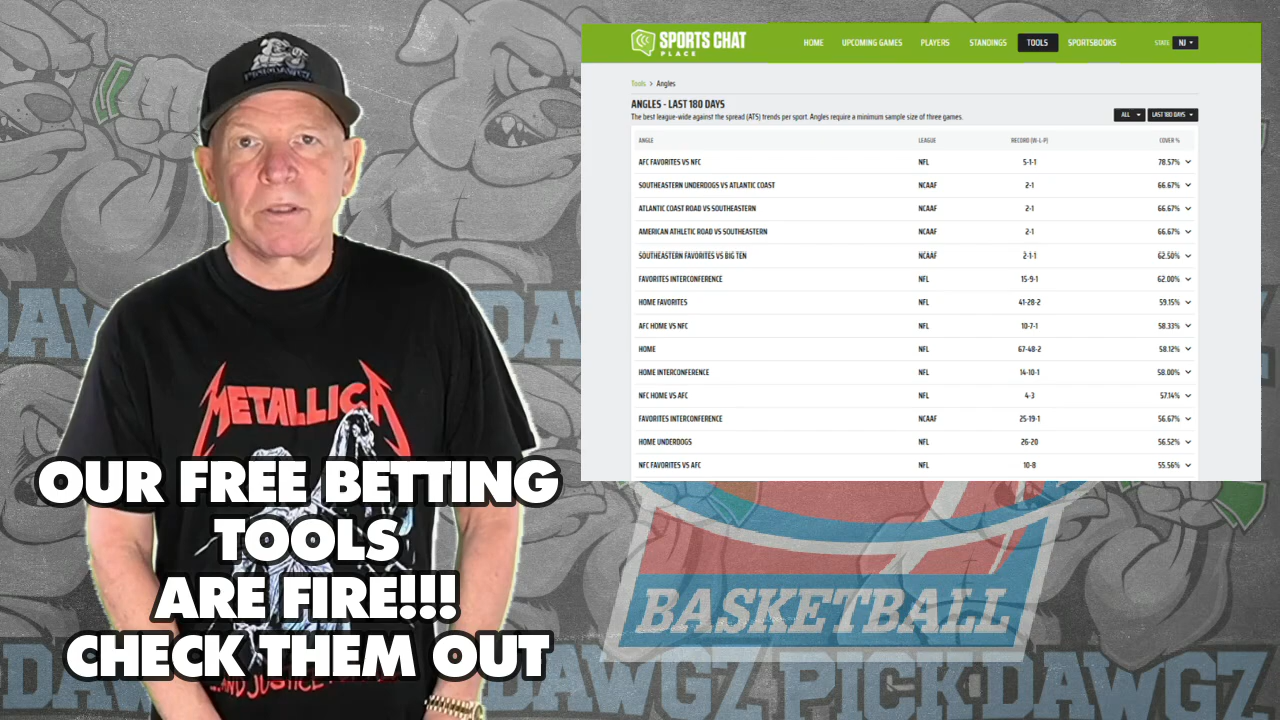 PICKDAWGZ
METALLICA
OUR FREE BETTING
TOOLS
ARE FIRE!!!
CHECK THEM OUT
SPORTS CHAT
PLACE
HOME UPCOMING GAMES PLAYERS STANDINGS TOOLS SPORTSBOOKS STATE NJ
Tools > Angles
ANGLES - LAST 180 DAYS
The best league-wide against the spread (ATS) trends per sport. Angles require a minimum sample size of three games.
ALL LAST 180 DAYS
ANGLE LEAGUE RECORD (W-L-P) COVER %
AFC FAVORITES VS NFC NFL 5-1-1 78.57%
SOUTHEASTERN UNDERDOGS VS ATLANTIC COAST NCAAF 2-1 66.67%
ATLANTIC COAST ROAD VS SOUTHEASTERN NCAAF 2-1 66.67%
AMERICAN ATHLETIC ROAD VS SOUTHEASTERN NCAAF 2-1 66.67%
SOUTHEASTERN FAVORITES VS BIG TEN NCAAF 2-1-1 62.50%
FAVORITES INTERCONFERENCE NFL 15-9-1 62.00%
HOME FAVORITES NFL 41-28-2 59.15%
AFC HOME VS NFC NFL 10-7-1 58.33%
HOME NFL 67-48-2 58.12%
HOME INTERCONFERENCE NFL 14-10-1 58.00%
NFC HOME VS AFC NFL 4-3 57.14%
FAVORITES INTERCONFERENCE NCAAF 25-19-1 56.67%
HOME UNDERDOGS NFL 26-20 56.52%
NFC FAVORITES VS AFC NFL 10-8 55.56%
BASKETBALL
DAWGZ PICKDAWGZ